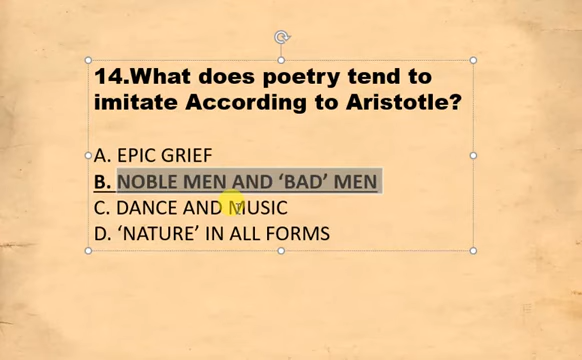 14.What does poetry tend to
imitate According to Aristotle?
A. EPIC GRIEF
B. NOBLE MEN AND ‘BAD’ MEN
C. DANCE AND MUSIC
D. ‘NATURE’ IN ALL FORMS